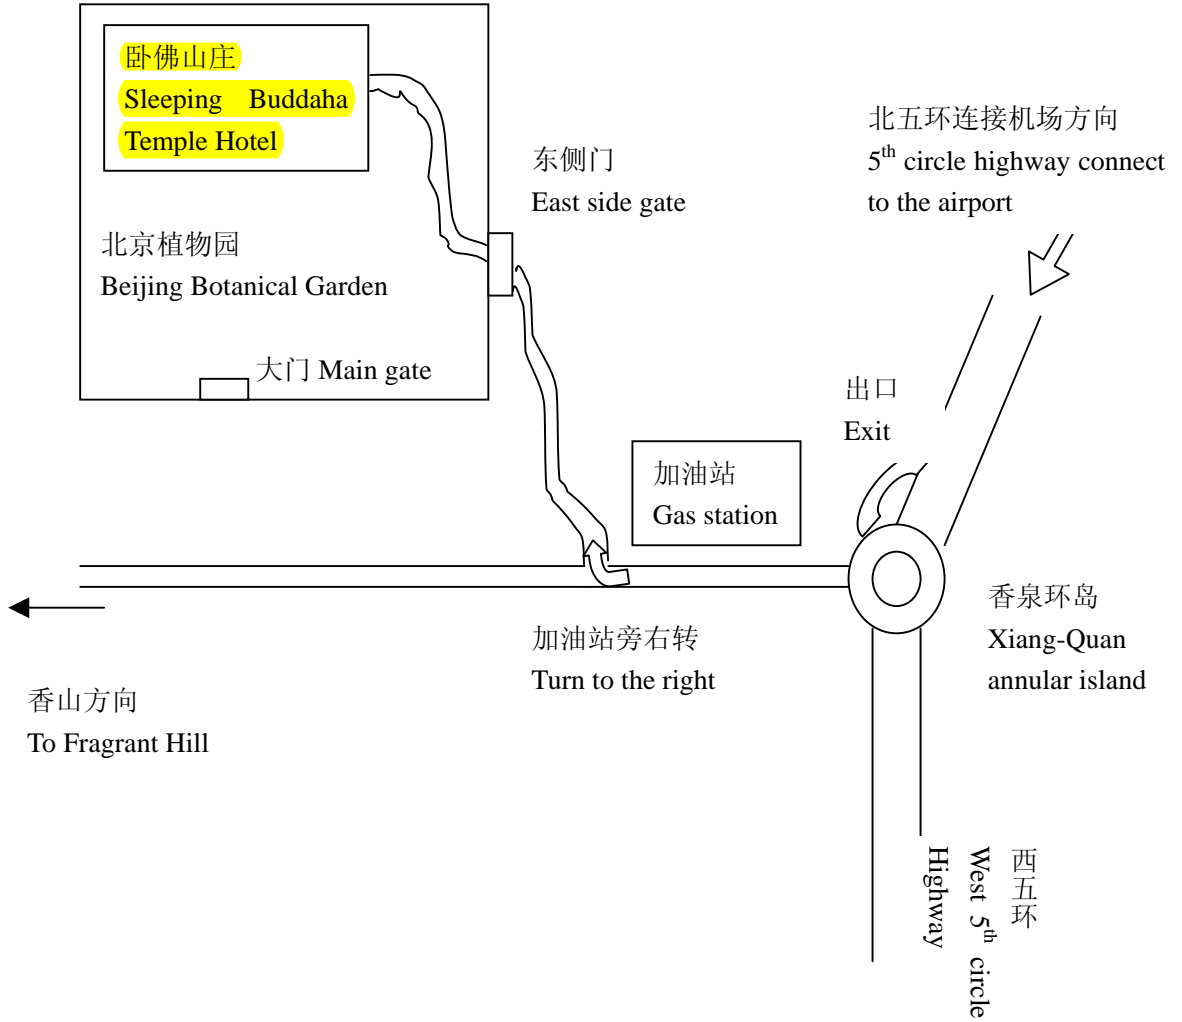 卧佛山庄
Sleeping Buddaha
Temple Hotel
东侧门
East side gate
北五环连接机场方向
5th circle highway connect
to the airport
北京植物园
Beijing Botanical Garden
大门 Main gate
出口
Exit
加油站
Gas station
香泉环岛
Xiang-Quan
annular island
加油站旁右转
Turn to the right
香山方向
To Fragrant Hill
西五环
West 5th circle
Highway